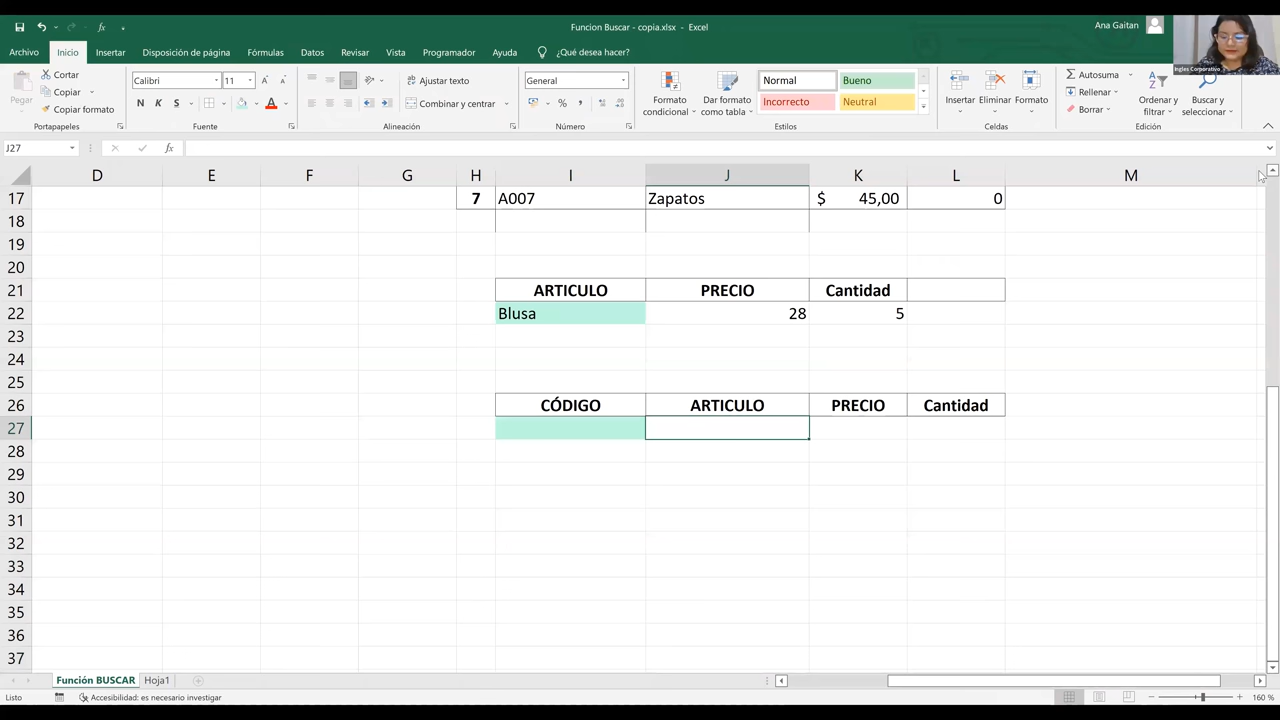 Funcion Buscar - copia.xlsx - Excel
Ana Gaitan
Archivo Inicio Insertar Disposición de página Fórmulas Datos Revisar Vista Programador Ayuda ¿Qué desea hacer?
Pegar
Cortar
Copiar
Copiar formato
Portapapeles
Calibri 11
N K S
Fuente
Ajustar texto
Combinar y centrar
Alineación
General
Número
Formato condicional
Dar formato como tabla
Normal Bueno
Incorrecto Neutral
Estilos
Insertar Eliminar Formato
Celdas
Autosuma
Rellenar
Borrar
Ordenar y filtrar
Buscar y seleccionar
Edición
Ingles Corporativo
J27 fx
D E F G H I J K L M
17 7 A007 Zapatos $ 45,00 0
18
19
20
21 ARTICULO PRECIO Cantidad
22 Blusa 28 5
23
24
25
26 CÓDIGO ARTICULO PRECIO Cantidad
27
28
29
30
31
32
33
34
35
36
37
Función BUSCAR Hoja1
Listo Accesibilidad: es necesario investigar 160 %